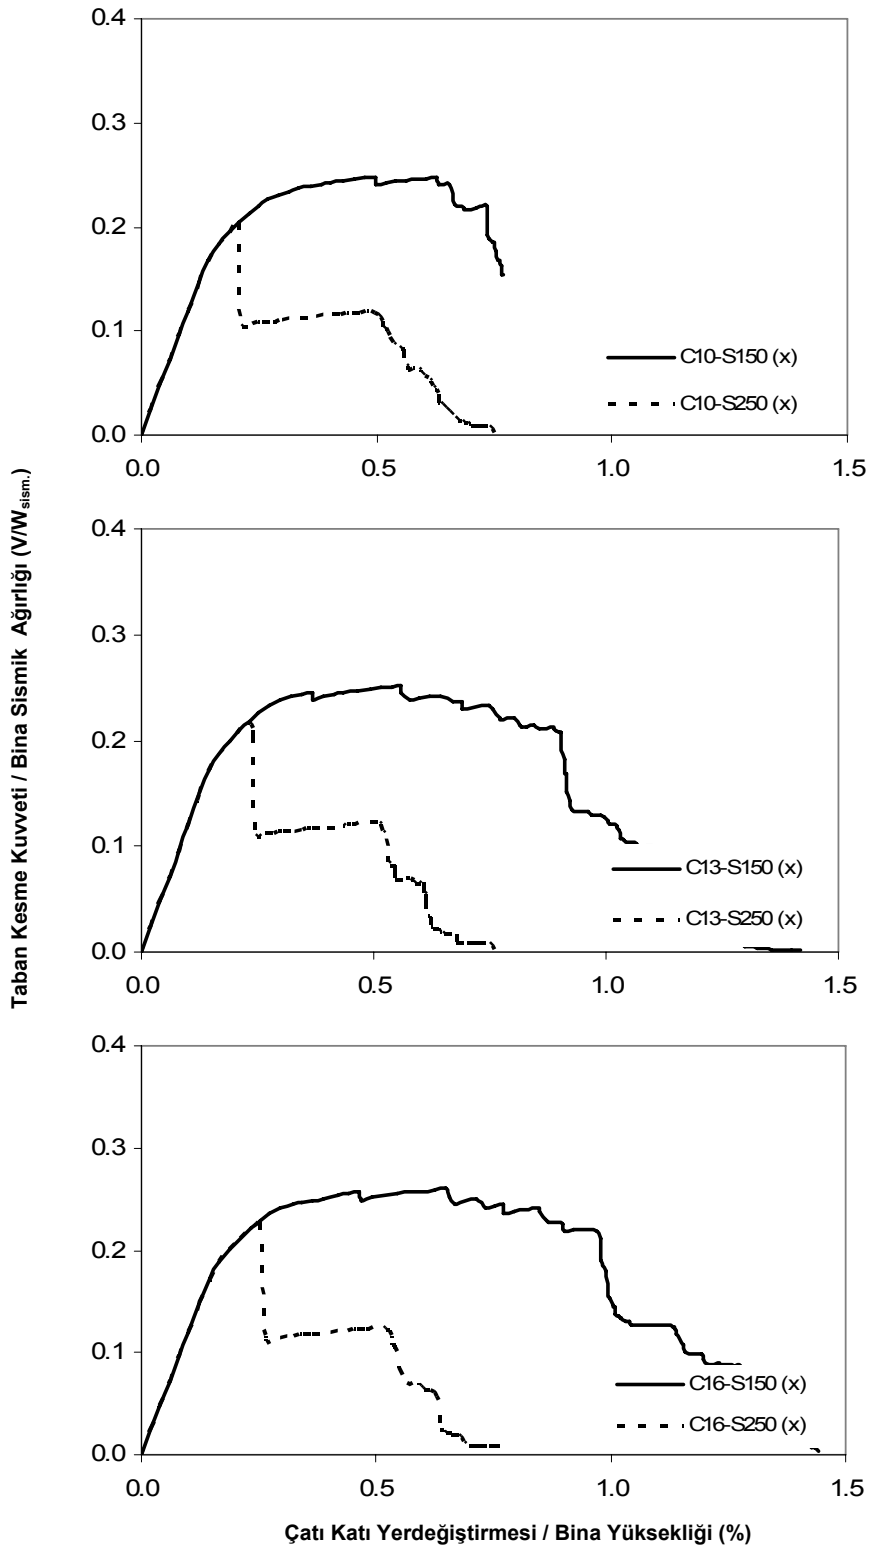 0.4
0.3
0.2
0.1
0.0
C10-S150 (x)
C10-S250 (x)
0.0 0.5 1.0 1.5
Taban Kesme Kuvveti / Bina Sismik Ağırlığı (V/Wsism.)
0.4
0.3
0.2
0.1
0.0
C13-S150 (x)
C13-S250 (x)
0.0 0.5 1.0 1.5
0.4
0.3
0.2
0.1
0.0
C16-S150 (x)
C16-S250 (x)
0.0 0.5 1.0 1.5
Çatı Katı Yerdeğiştirmesi / Bina Yüksekliği (%)